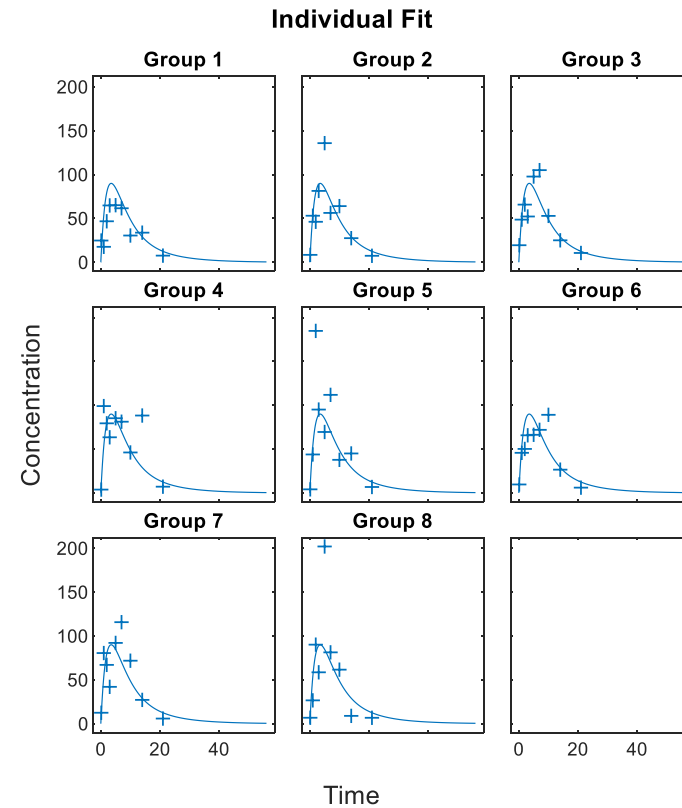 Individual Fit
Group 1
Group 2
Group 3
200
150
100
50
0
Group 4
Group 5
Group 6
Concentration
Group 7
Group 8
200
150
100
50
0
0 20 40
0 20 40
Time